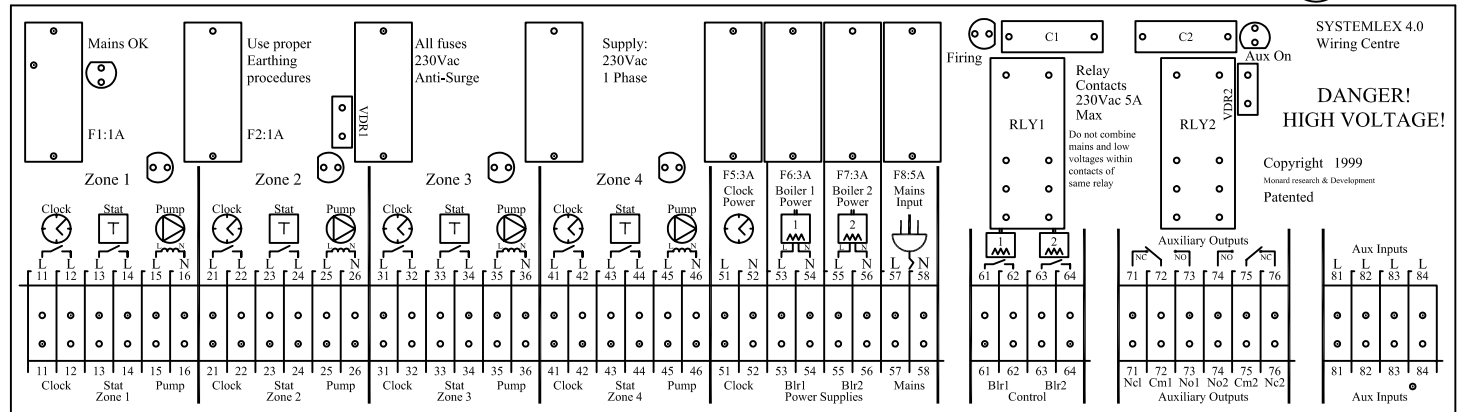 Mains OK
F1:1A
Use proper
Earthing
procedures
F2:1A
VDR1
All fuses
230Vac
Anti-Surge
Supply:
230Vac
1 Phase
Firing
C1
RLY1
Relay
Contacts
230Vac 5A
Max
Do not combine
mains and low
voltages within
contacts of
same relay
C2
Aux On
RLY2
VDR2
SYSTEMLEX 4.0
Wiring Centre
DANGER!
HIGH VOLTAGE!
Copyright 1999
Monard research & Development
Patented
Zone 1 Zone 2 Zone 3 Zone 4
F5:3A
Clock
Power
F6:3A
Boiler 1
Power
F7:3A
Boiler 2
Power
F8:5A
Mains
Input
Clock Stat Pump Clock Stat Pump Clock Stat Pump Clock Stat Pump
T T T T 1 2
L N L N L N L N L N L N
L L L L L N L L L L L N L L L L L N L L L L L N L N L N L N L N
11 12 13 14 15 16 21 22 23 24 25 26 31 32 33 34 35 36 41 42 43 44 45 46 51 52 53 54 55 56 57 58
1 2
61 62 63 64
Auxiliary Outputs
NC NO NO NC
71 72 73 74 75 76
Aux Inputs
L L L L
81 82 83 84
11 12 13 14 15 16 21 22 23 24 25 26 31 32 33 34 35 36 41 42 43 44 45 46 51 52 53 54 55 56 57 58
Clock Stat Pump Clock Stat Pump Clock Stat Pump Clock Stat Pump Clock Blr1 Blr2 Mains
Zone 1 Zone 2 Zone 3 Zone 4 Power Supplies
61 62 63 64
Blr1 Blr2
Control
71 72 73 74 75 76
Nc1 Cm1 No1 No2 Cm2 Nc2
Auxiliary Outputs
81 82 83 84
Aux Inputs